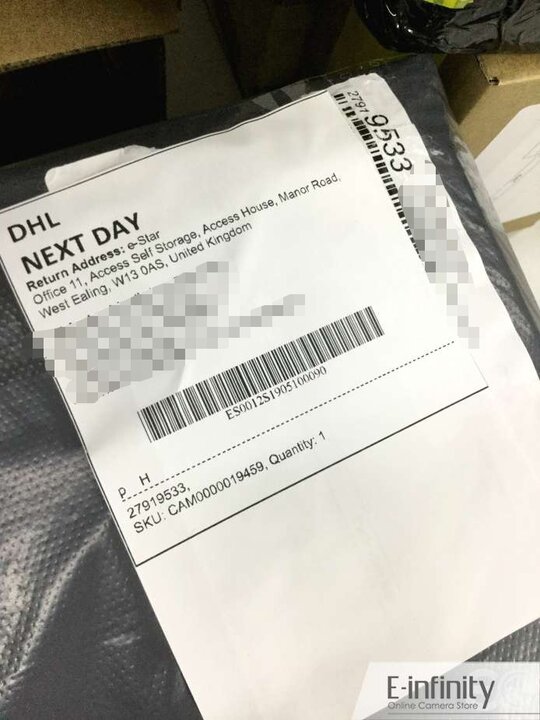 DHL
NEXT DAY
Return Address: e-Star
Office 11, Access Self Storage, Access House, Manor Road,
West Ealing, W13 0AS, United Kingdom
ES0012S1905100090
P H
27919533,
SKU: CAM0000019459, Quantity: 1
27919533
E-infinity
Online Camera Store